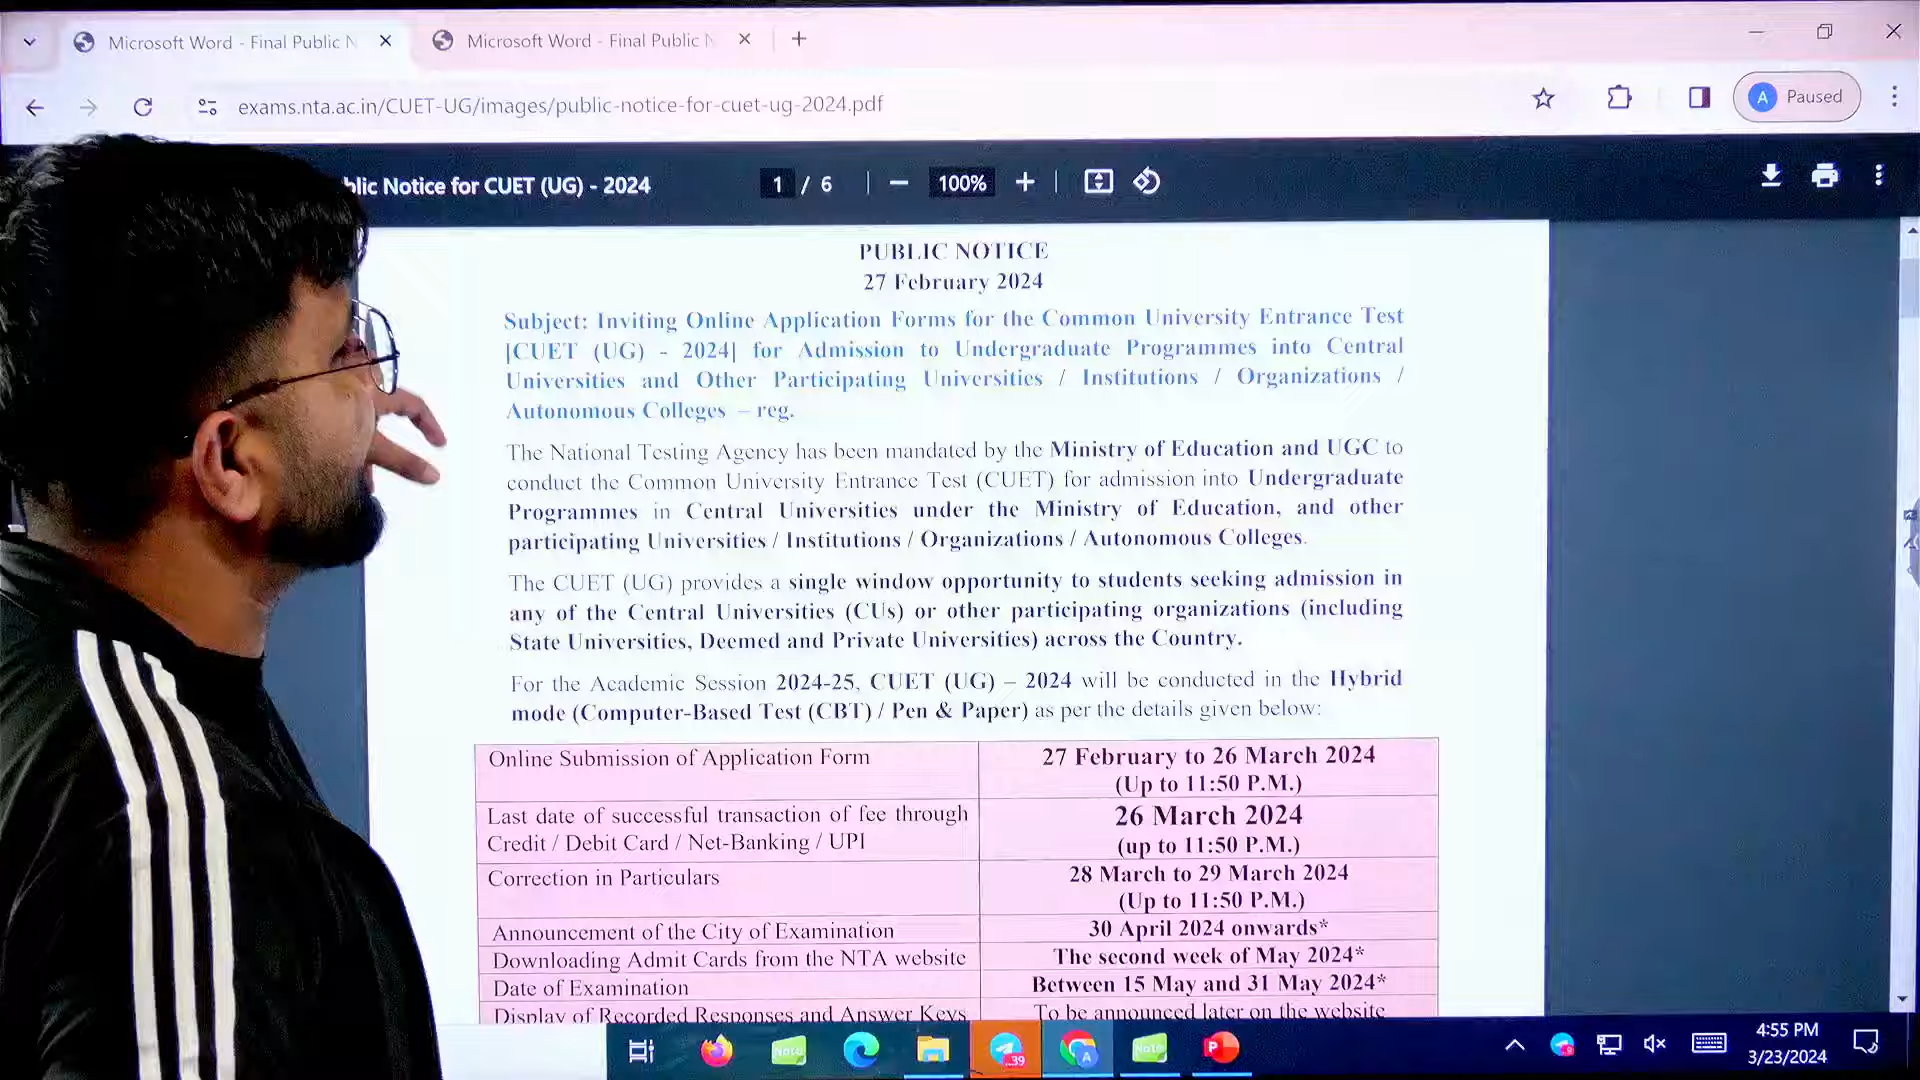 Microsoft Word - Final Public N
Microsoft Word - Final Public N
exams.nta.ac.in/CUET-UG/images/public-notice-for-cuet-ug-2024.pdf
A Paused
blic Notice for CUET (UG) - 2024
1 / 6
100%
PUBLIC NOTICE
27 February 2024
Subject: Inviting Online Application Forms for the Common University Entrance Test
[CUET (UG) - 2024] for Admission to Undergraduate Programmes into Central
Universities and Other Participating Universities / Institutions / Organizations /
Autonomous Colleges – reg.
The National Testing Agency has been mandated by the Ministry of Education and UGC to
conduct the Common University Entrance Test (CUET) for admission into Undergraduate
Programmes in Central Universities under the Ministry of Education, and other
participating Universities / Institutions / Organizations / Autonomous Colleges.
The CUET (UG) provides a single window opportunity to students seeking admission in
any of the Central Universities (CUs) or other participating organizations (including
State Universities, Deemed and Private Universities) across the Country.
For the Academic Session 2024-25, CUET (UG) – 2024 will be conducted in the Hybrid
mode (Computer-Based Test (CBT) / Pen & Paper) as per the details given below:
Online Submission of Application Form
27 February to 26 March 2024
(Up to 11:50 P.M.)
Last date of successful transaction of fee through
Credit / Debit Card / Net-Banking / UPI
26 March 2024
(up to 11:50 P.M.)
Correction in Particulars
28 March to 29 March 2024
(Up to 11:50 P.M.)
Announcement of the City of Examination
30 April 2024 onwards*
Downloading Admit Cards from the NTA website
The second week of May 2024*
Date of Examination
Between 15 May and 31 May 2024*
Display of Recorded Responses and Answer Keys
To be announced later on the website
Note
39
A
Note
P
4:55 PM
3/23/2024